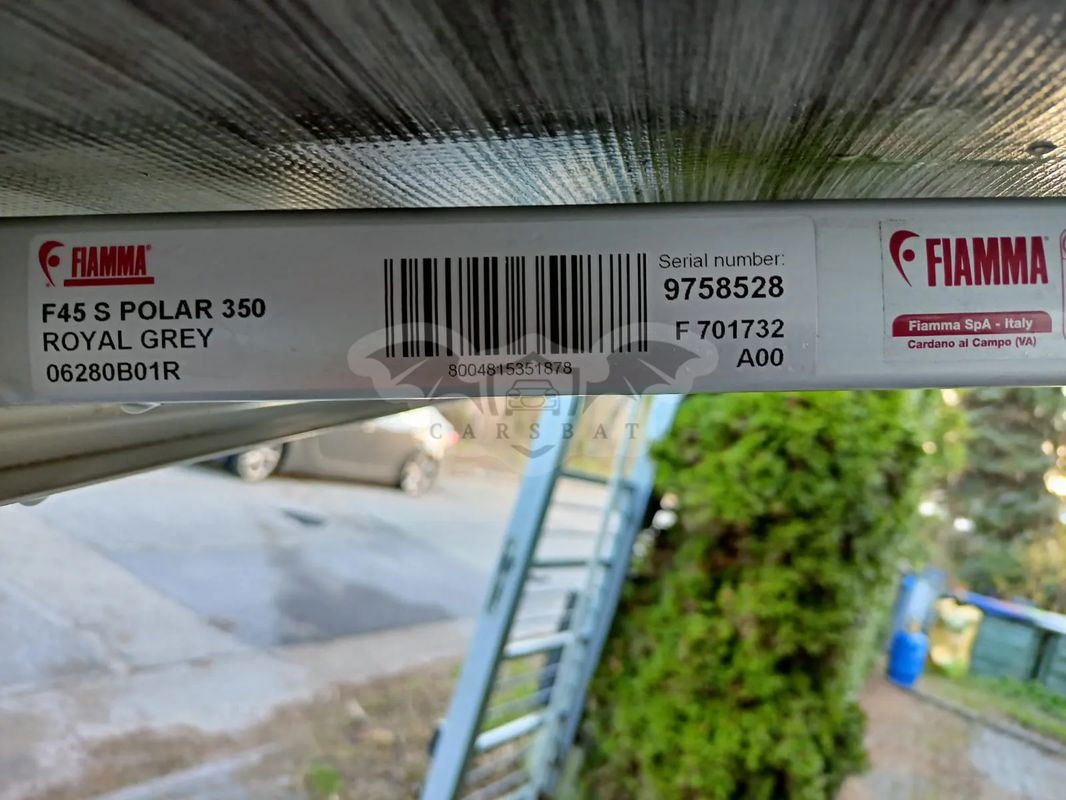 FIAMMA®
F45 S POLAR 350
ROYAL GREY
06280B01R
8004815351878
Serial number:
9758528
F 701732
A00
FIAMMA®
Fiamma SpA - Italy
Cardano al Campo (VA)
CARSBAT